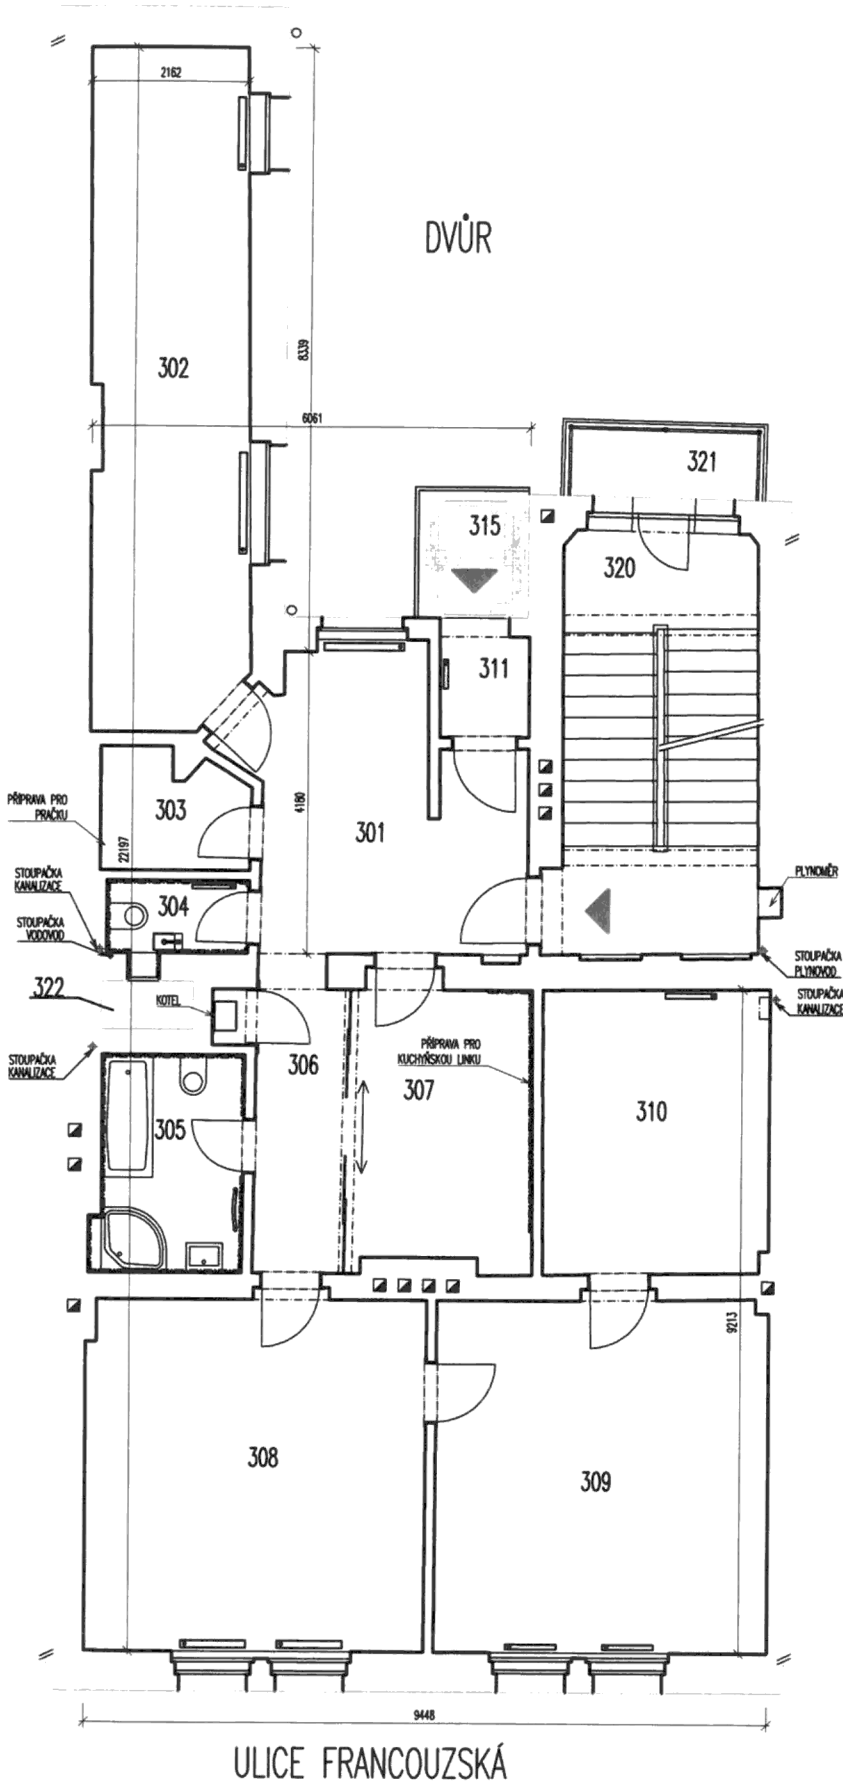 2162
DVŮR
8339
302
6061
321
315
320
311
PŘÍPRAVA PRO
PRAČKU
303
4180
301
22197
STOUPAČKA
KANALIZACE
304
PLYNOMĚR
STOUPAČKA
VODOVOD
STOUPAČKA
PLYNOVOD
322
KOTEL
STOUPAČKA
KANALIZACE
PŘÍPRAVA PRO
KUCHYŇSKOU LINKU
STOUPAČKA
KANALIZACE
306
307
310
305
9213
308
309
9448
ULICE FRANCOUZSKÁ